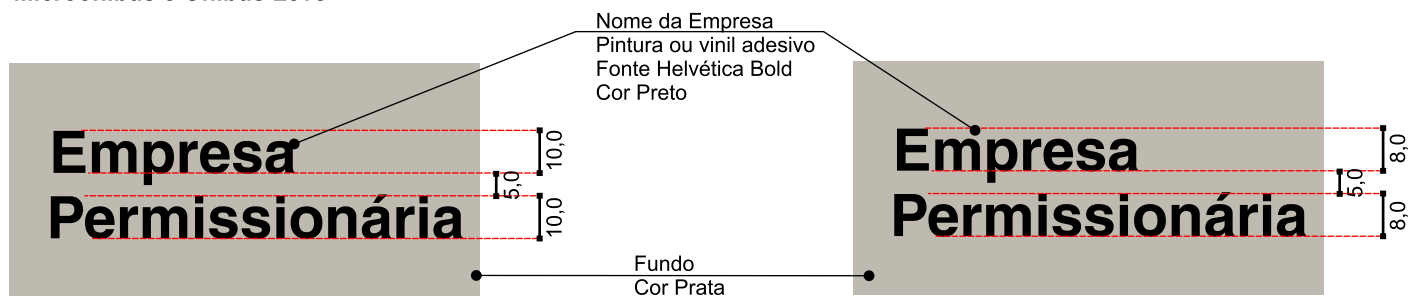 Nome da Empresa
Pintura ou vinil adesivo
Fonte Helvética Bold
Cor Preto
Empresa
Permissionária
10,0
5,0
10,0
Empresa
Permissionária
8,0
5,0
8,0
Fundo
Cor Prata